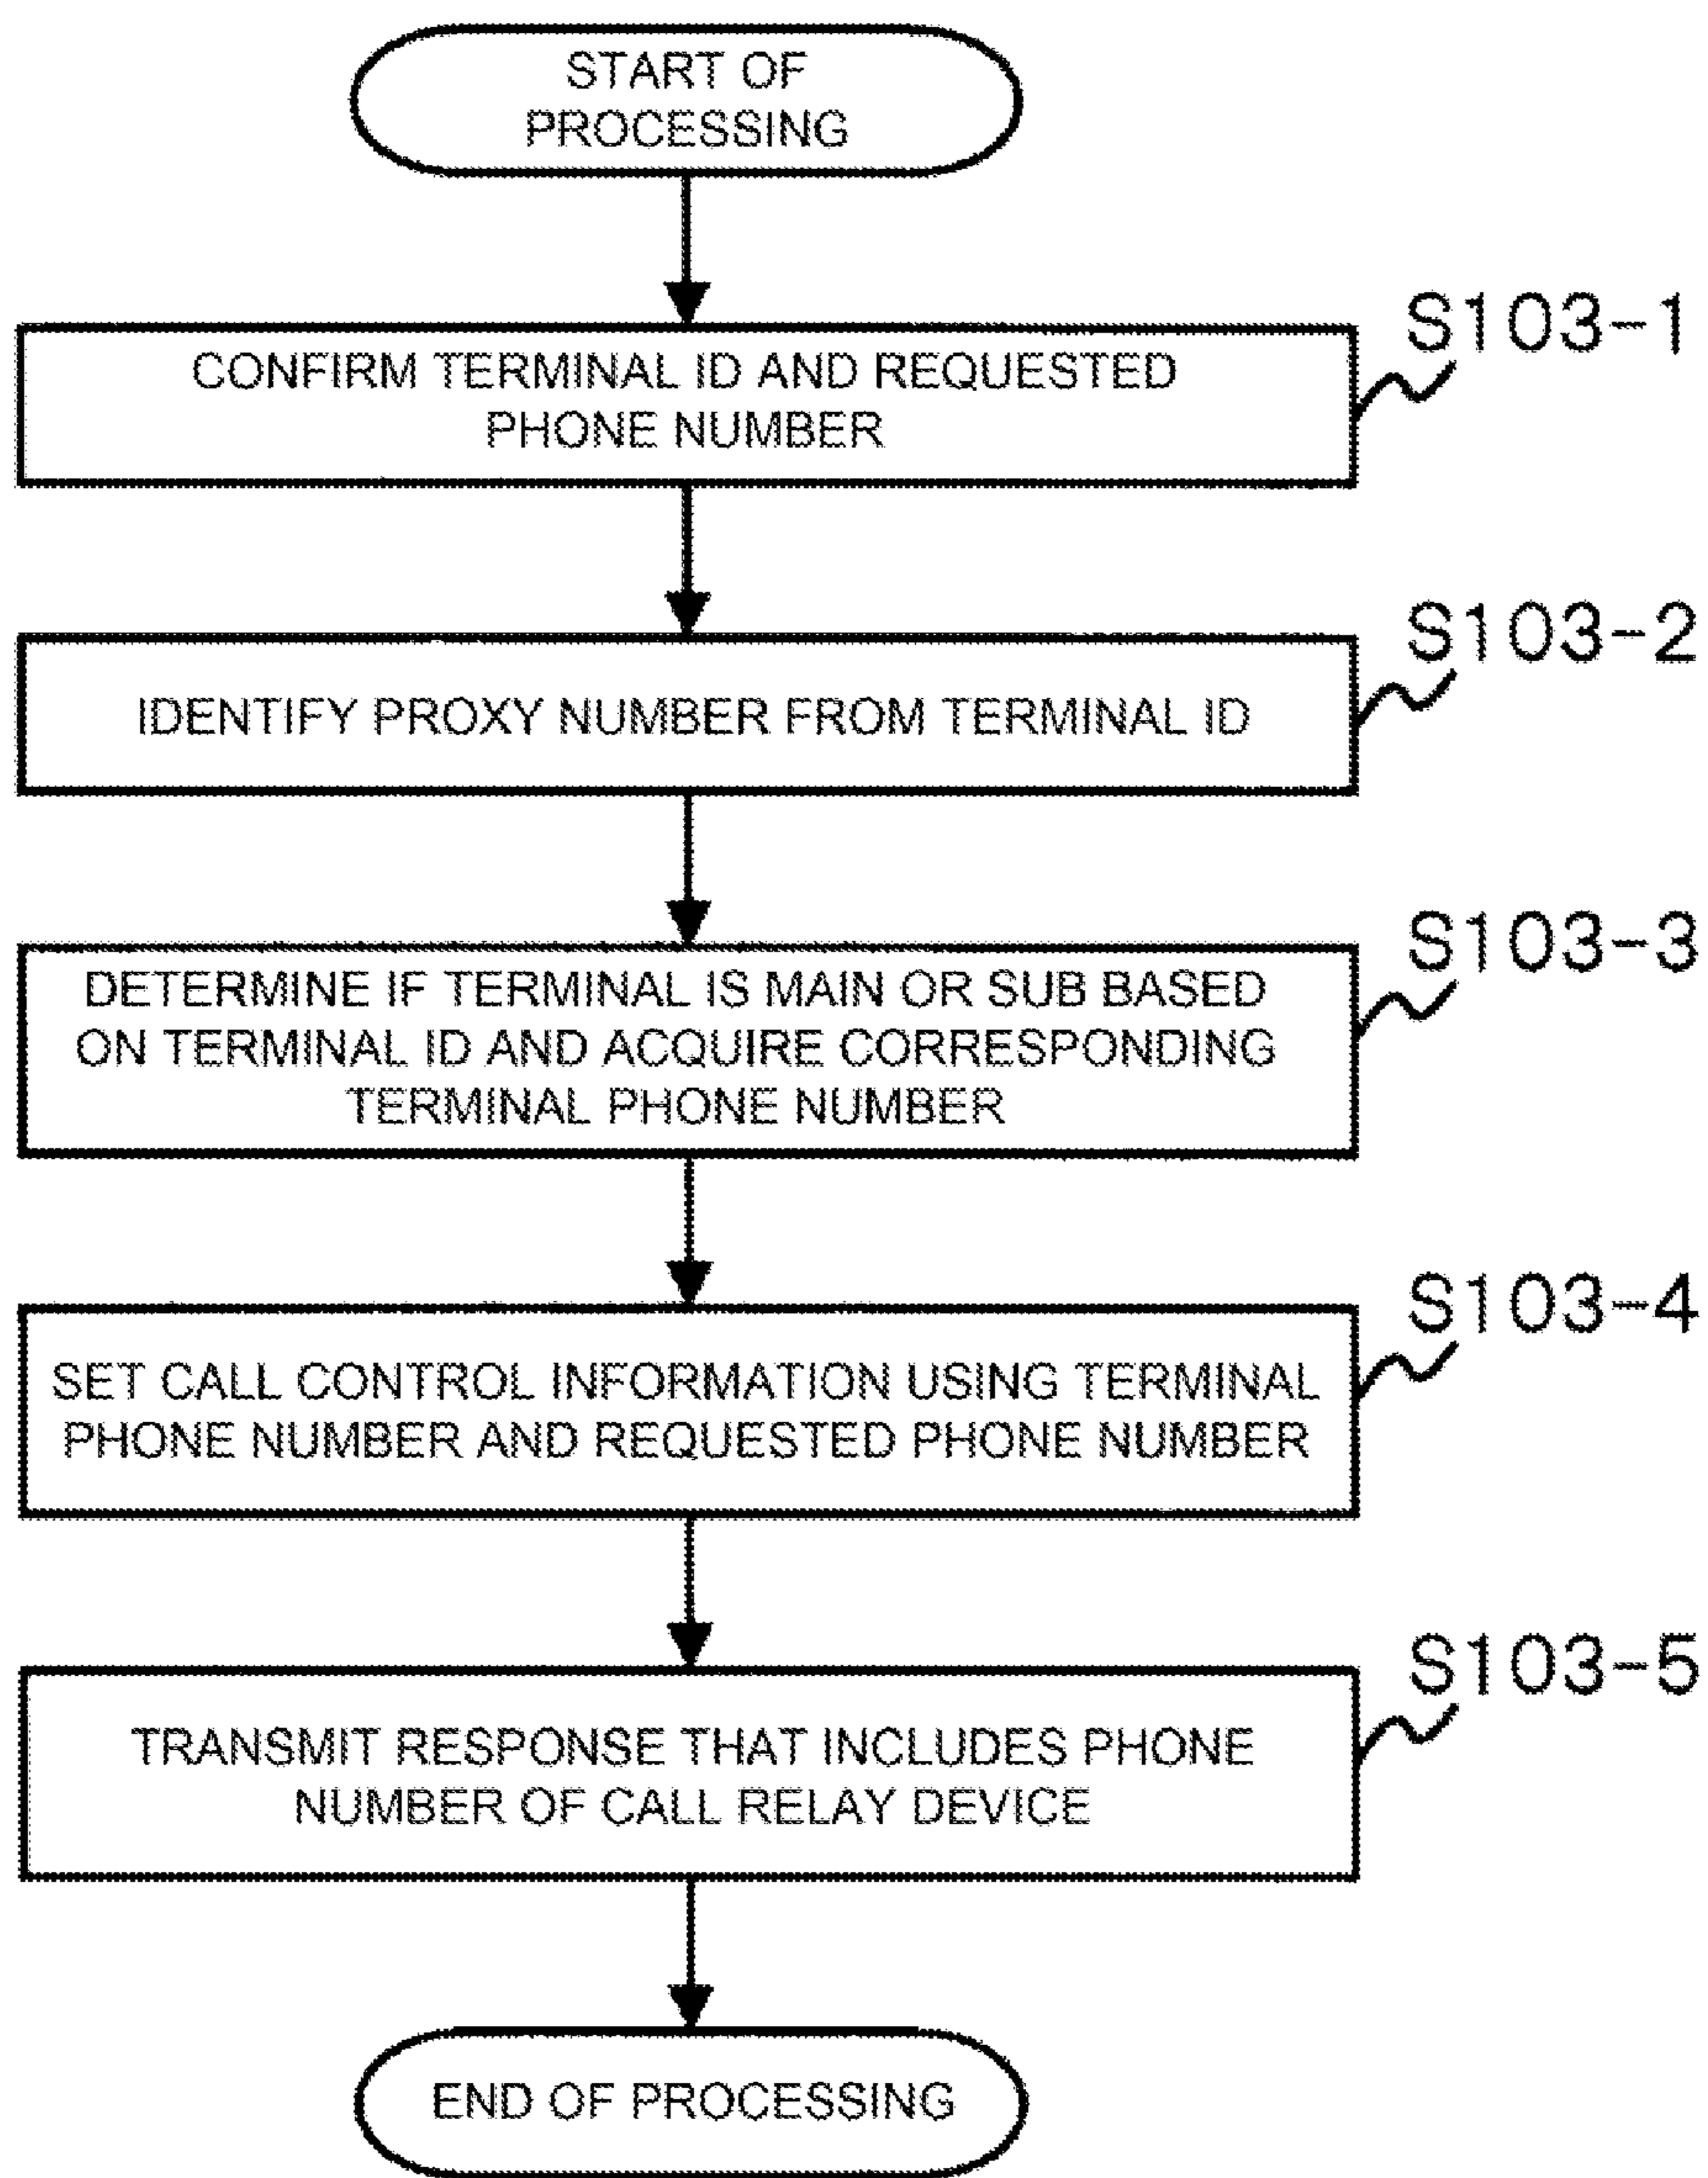 START OF
PROCESSING
S103-1
CONFIRM TERMINAL ID AND REQUESTED
PHONE NUMBER
S103-2
IDENTIFY PROXY NUMBER FROM TERMINAL ID
S103-3
DETERMINE IF TERMINAL IS MAIN OR SUB BASED
ON TERMINAL ID AND ACQUIRE CORRESPONDING
TERMINAL PHONE NUMBER
S103-4
SET CALL CONTROL INFORMATION USING TERMINAL
PHONE NUMBER AND REQUESTED PHONE NUMBER
S103-5
TRANSMIT RESPONSE THAT INCLUDES PHONE
NUMBER OF CALL RELAY DEVICE
END OF PROCESSING